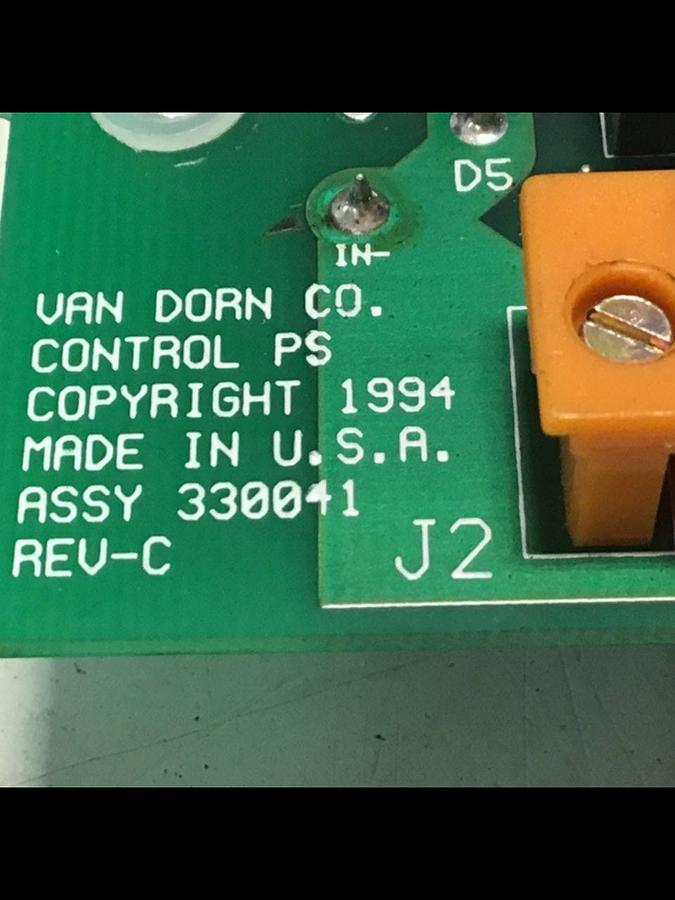 D5
IN-
VAN DORN CO.
CONTROL PS
COPYRIGHT 1994
MADE IN U.S.A.
ASSY 330041
REV-C
J2